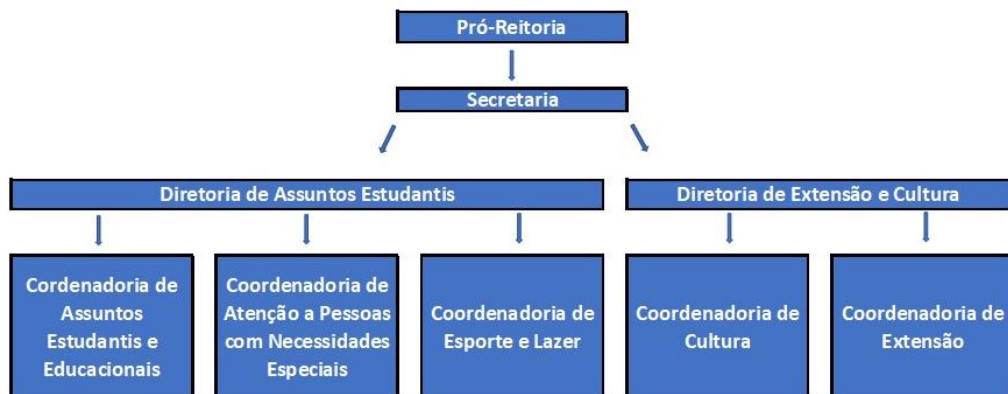 Pró-Reitoria
Secretaria
Diretoria de Assuntos Estudantis
Diretoria de Extensão e Cultura
Cordenadoria de
Assuntos
Estudantis e
Educacionais
Coordenadoria de
Atenção a Pessoas
com Necessidades
Especiais
Coordenadoria de
Esporte e Lazer
Coordenadoria de
Cultura
Coordenadoria de
Extensão